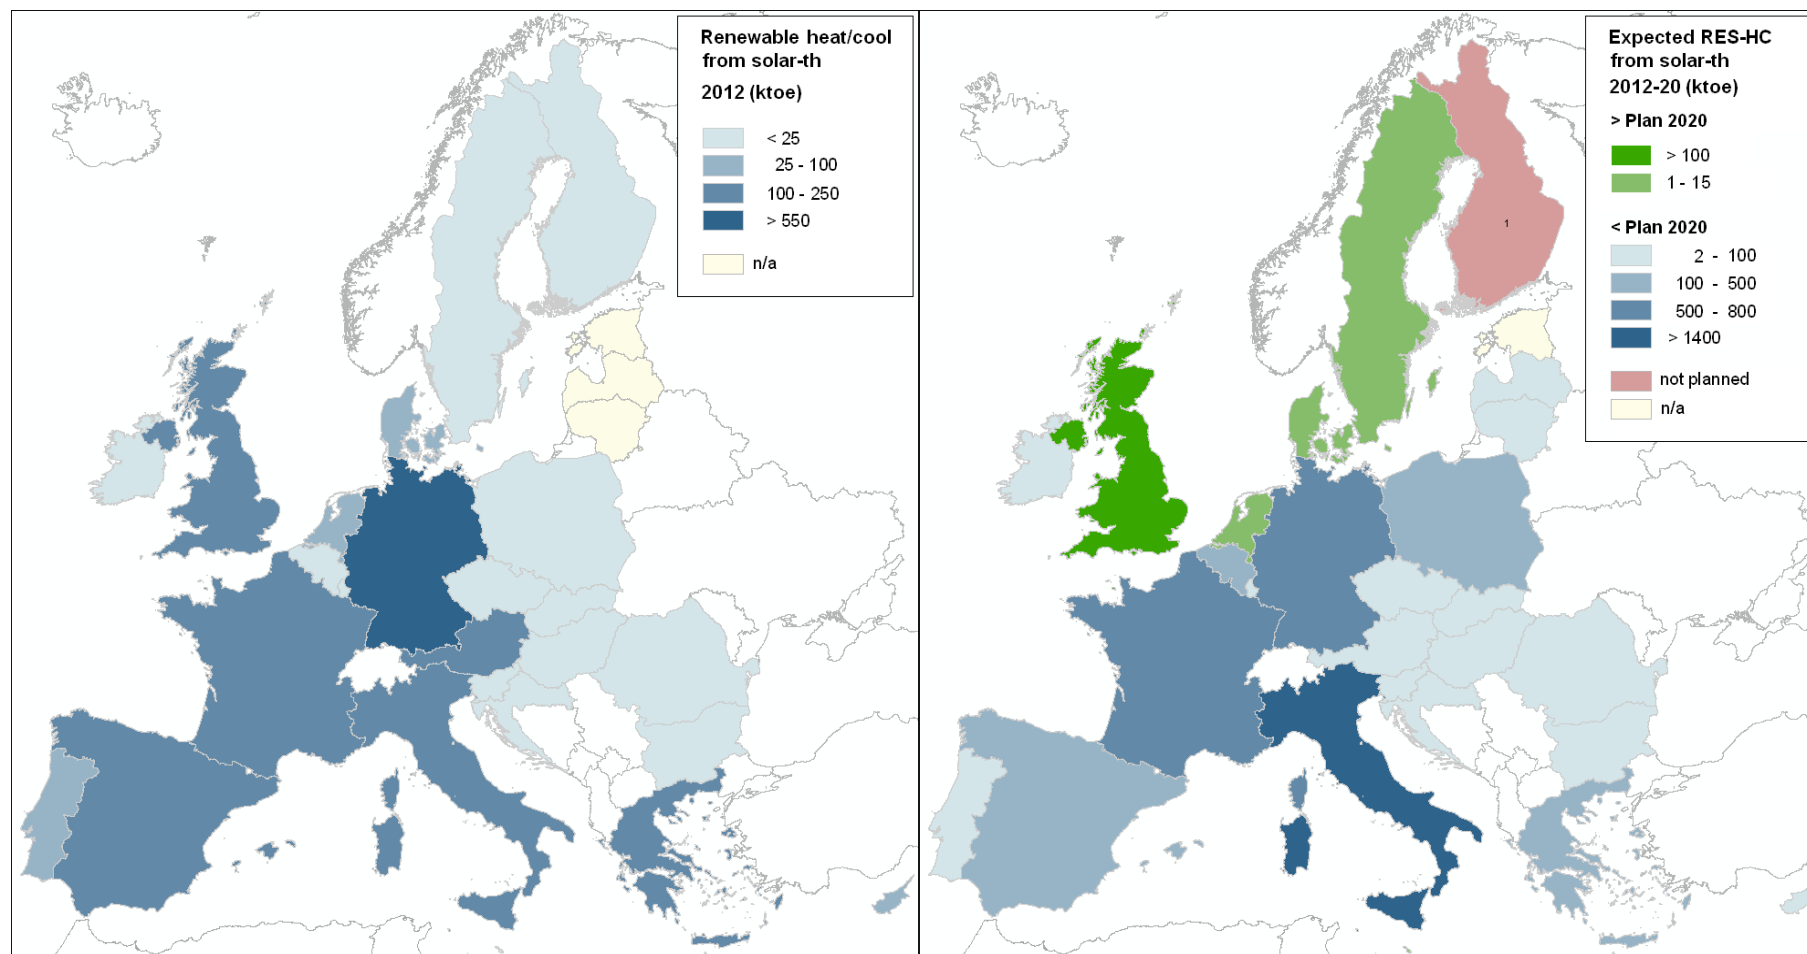 Renewable heat/cool
from solar-th
2012 (ktoe)
< 25
25 - 100
100 - 250
> 550
n/a
Expected RES-HC
from solar-th
2012-20 (ktoe)
> Plan 2020
> 100
1 - 15
< Plan 2020
2 - 100
100 - 500
500 - 800
> 1400
not planned
n/a
1